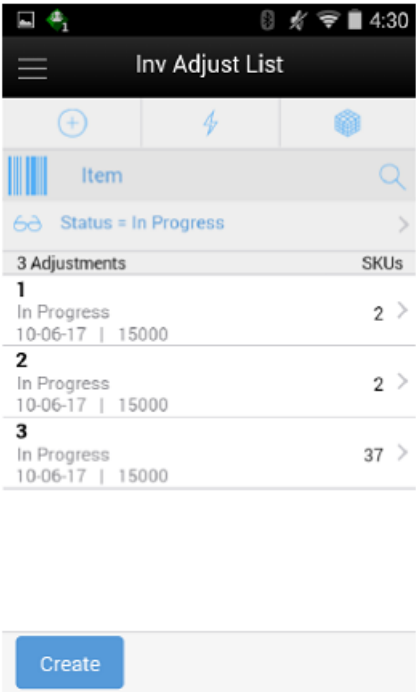 1 4:30
Inv Adjust List
Item
Status = In Progress
3 Adjustments SKUs
1
In Progress 2
10-06-17 | 15000
2
In Progress 2
10-06-17 | 15000
3
In Progress 37
10-06-17 | 15000
Create